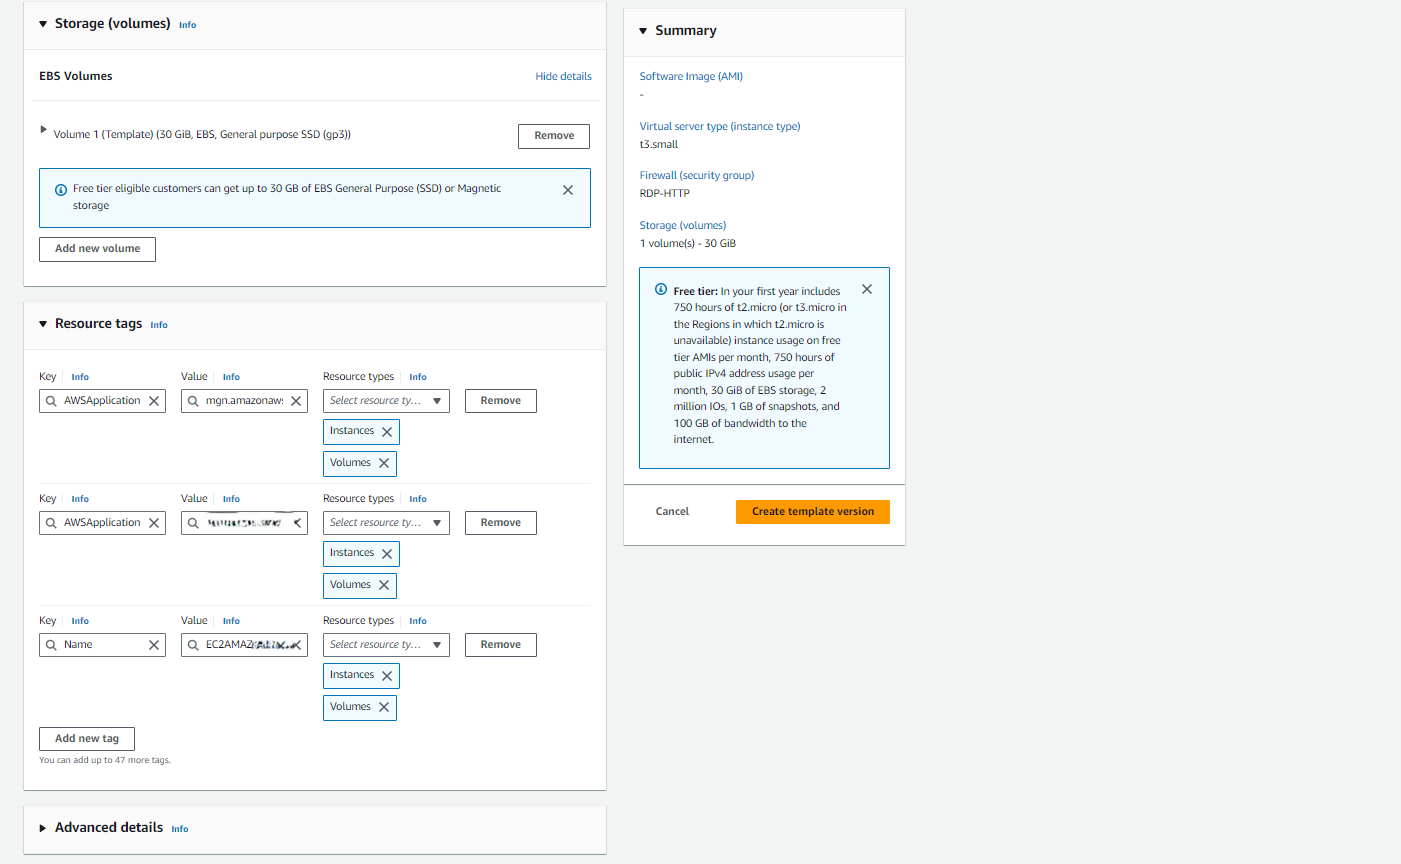 Storage (volumes) Info
EBS Volumes
Hide details
Volume 1 (Template) (30 GiB, EBS, General purpose SSD (gp3))
Remove
Free tier eligible customers can get up to 30 GB of EBS General Purpose (SSD) or Magnetic
storage
Add new volume
Resource tags Info
Key Info Value Info Resource types Info
AWSApplication mgn.amazonaws Select resource ty... Remove
Instances
Volumes
Key Info Value Info Resource types Info
AWSApplication Select resource ty... Remove
Instances
Volumes
Key Info Value Info Resource types Info
Name EC2AMAZ Select resource ty... Remove
Instances
Volumes
Add new tag
You can add up to 47 more tags.
Advanced details Info
Summary
Software Image (AMI)
-
Virtual server type (instance type)
t3.small
Firewall (security group)
RDP-HTTP
Storage (volumes)
1 volume(s) - 30 GiB
Free tier: In your first year includes
750 hours of t2.micro (or t3.micro in
the Regions in which t2.micro is
unavailable) instance usage on free
tier AMIs per month, 750 hours of
public IPv4 address usage per
month, 30 GiB of EBS storage, 2
million IOs, 1 GB of snapshots, and
100 GB of bandwidth to the
internet.
Cancel
Create template version